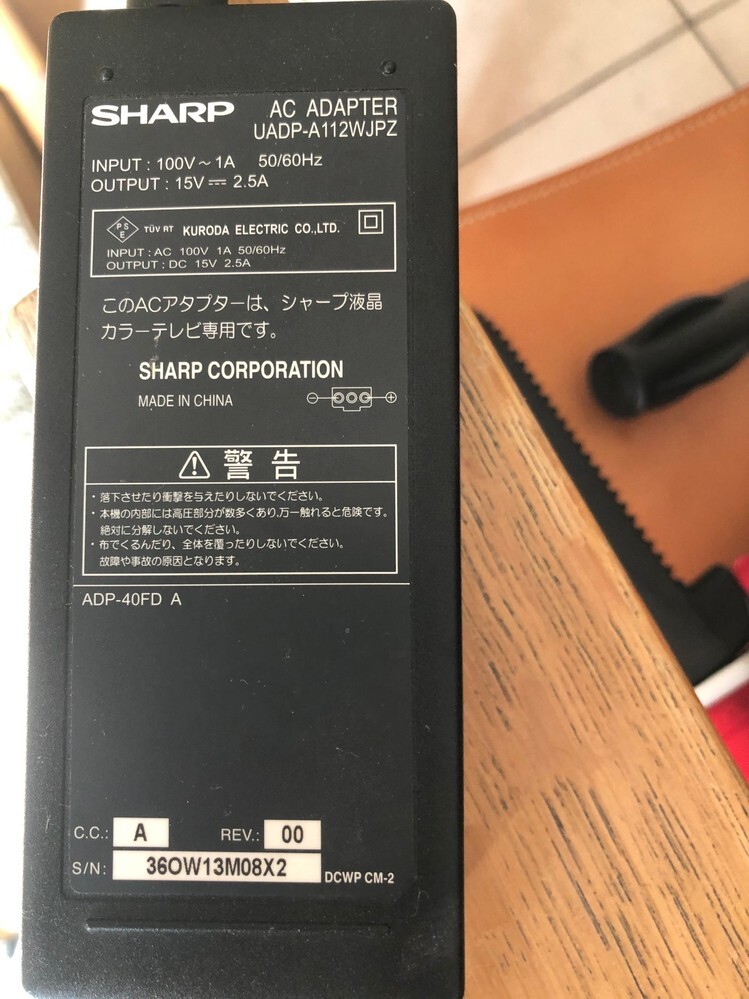 SHARP
AC ADAPTER
UADP-A112WJPZ
INPUT : 100V～1A 50/60Hz
OUTPUT : 15V⎓ 2.5A
PSE TÜV RT KURODA ELECTRIC CO.,LTD.
INPUT : AC 100V 1A 50/60Hz
OUTPUT : DC 15V 2.5A
このACアタプターは、シャープ液晶
カラーテレビ専用です。
SHARP CORPORATION
MADE IN CHINA
⚠ 警告
・落下させたり衝撃を与えたりしないでください。
・本機の内部には高圧部分が数多くあり,万一触れると危険です。
絶対に分解しないでください。
・布でくるんだり、全体を覆ったりしないでください。
故障や事故の原因となります。
ADP-40FD A
C.C.: A REV.: 00
S/N: 36OW13M08X2 DCWP CM-2